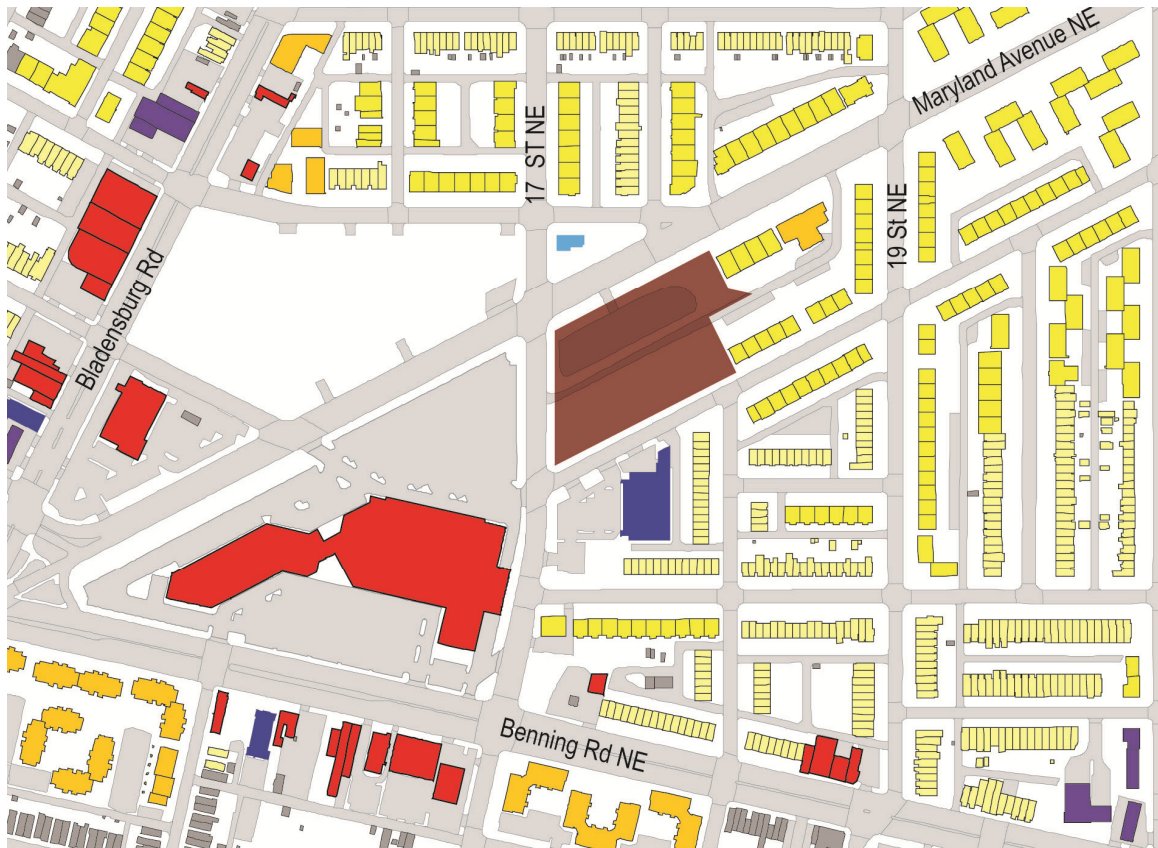 Maryland Avenue NE
17 ST NE
19 St NE
Bladensburg Rd
Benning Rd NE